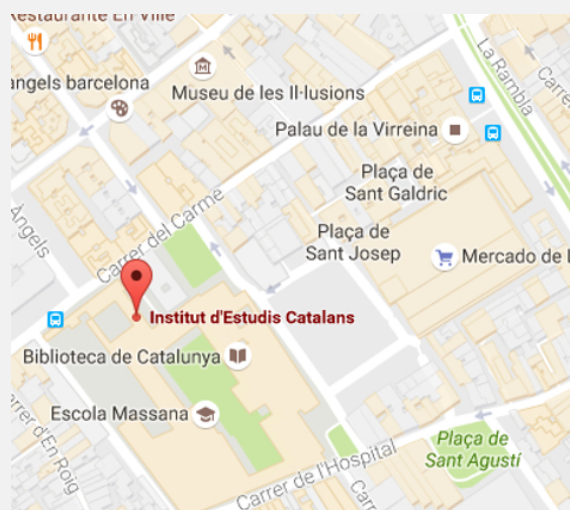 Restaurante En Ville
angels barcelona
Museu de les Il·lusions
La Rambla
Palau de la Virreina
Plaça de
Sant Galdric
Àngels
Carrer del Carme
Plaça de
Sant Josep
Mercado de
Institut d'Estudis Catalans
Biblioteca de Catalunya
Escola Massana
Carrer d'En Roig
Carrer de l'Hospital
Plaça de
Sant Agustí